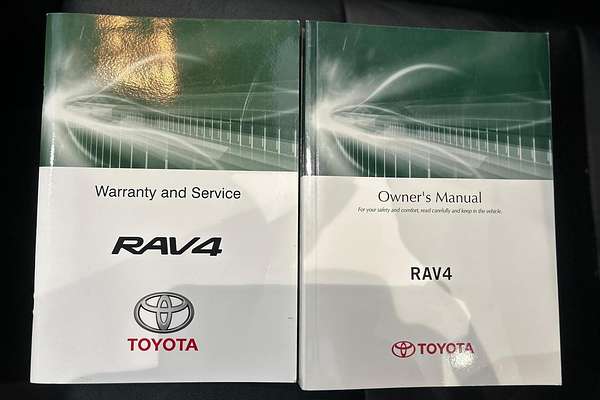 Warranty and Service
RAV4
TOYOTA
Owner's Manual
For your safety and comfort, read carefully and keep in the vehicle.
RAV4
TOYOTA